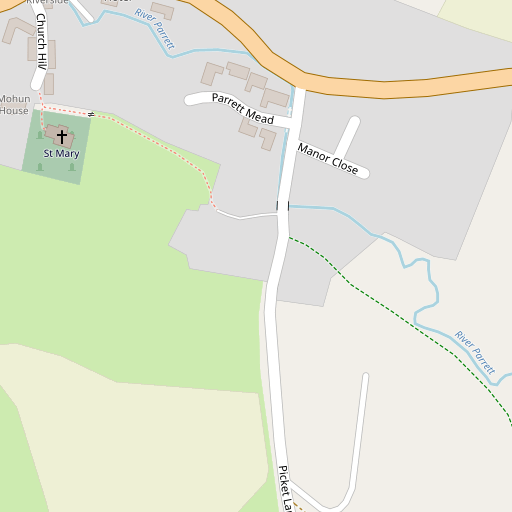 Riverside
River Parrett
Church Hill
Mohun
House
St Mary
Parrett Mead
Manor Close
River Parrett
Picket La